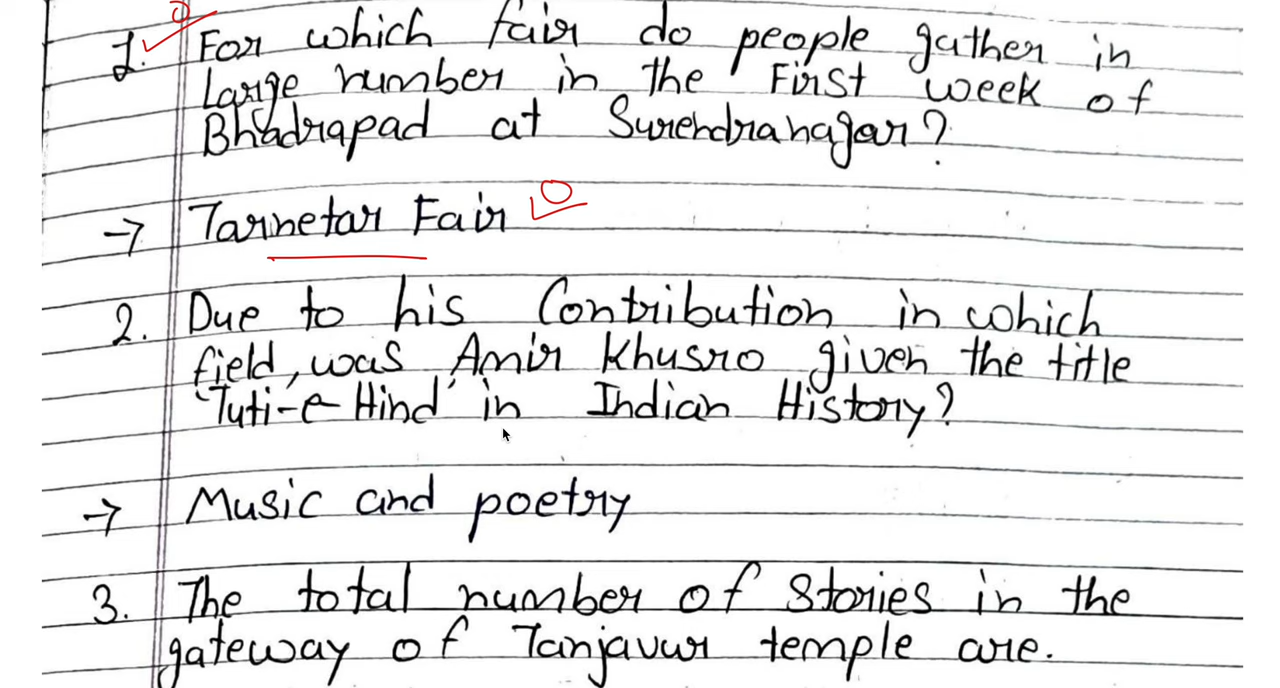 1. For which fair do people gather in
Large number in the First week of
Bhadrapad at Surendranagar?
→ Tarnetar Fair
2. Due to his Contribution in which
field, was Amir Khusro given the title
'Tuti-e-Hind' in Indian History?
→ Music and poetry
3. The total number of Stories in the
gateway of Tanjavur temple are.